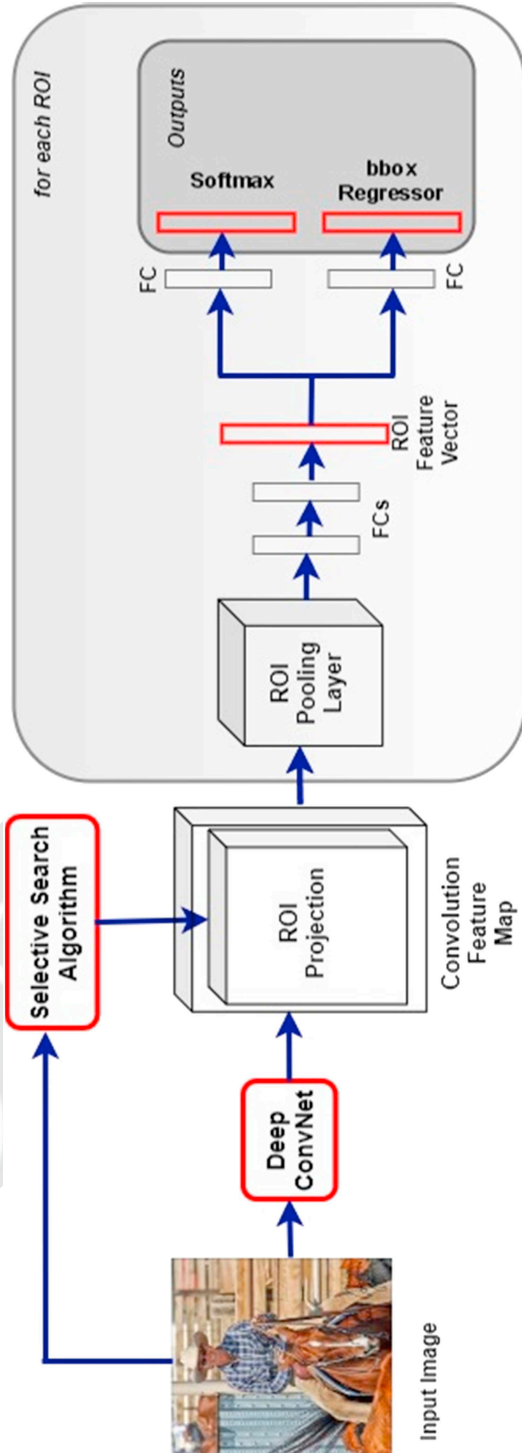 Input Image
Deep
ConvNet
Selective Search
Algorithm
ROI
Projection
Convolution
Feature
Map
for each ROI
ROI
Pooling
Layer
FCs
ROI
Feature
Vector
FC
FC
Outputs
Softmax
bbox
Regressor